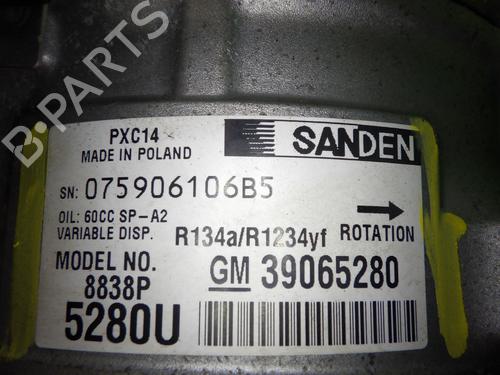 PXC14
MADE IN POLAND
SANDEN
SN: 075906106B5
OIL: 60CC SP-A2
VARIABLE DISP.
R134a/R1234yf
ROTATION
MODEL NO.
8838P
5280U
GM 39065280
B-PARTS